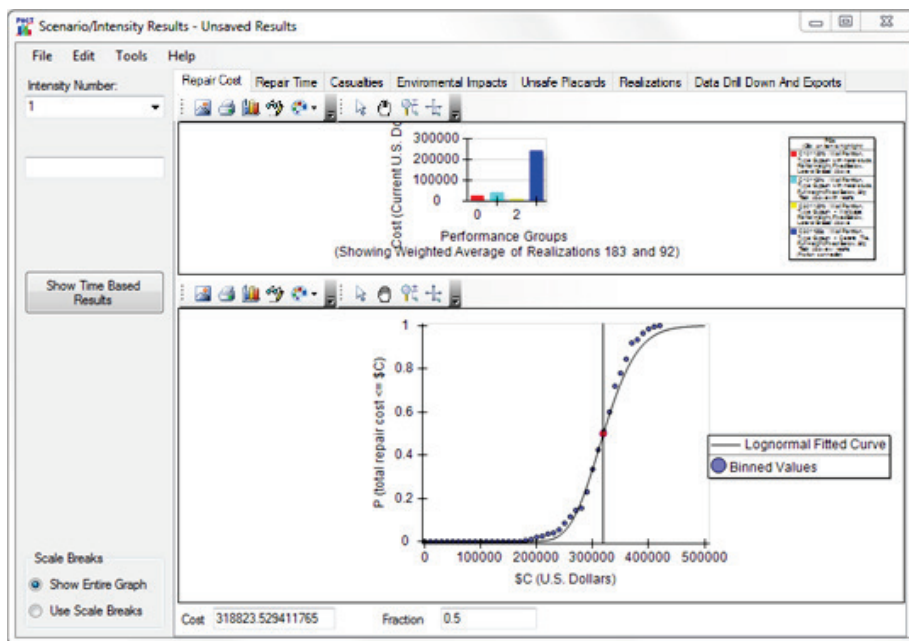 PACT Scenario/Intensity Results - Unsaved Results
File Edit Tools Help
Intensity Number:
1
Show Time Based
Results
Scale Breaks
Show Entire Graph
Use Scale Breaks
Repair Cost Repair Time Casualties Enviromental Impacts Unsafe Placards Realizations Data Drill Down And Exports
Cost (Current U.S. Do
300000
200000
100000
0
0 2
Performance Groups
(Showing Weighted Average of Realizations 183 and 92)
P (total repair cost <= $C)
1
0.8
0.6
0.4
0.2
0
0 100000 200000 300000 400000 500000
$C (U.S. Dollars)
Lognormal Fitted Curve
Binned Values
Cost 318823.529411765 Fraction 0.5